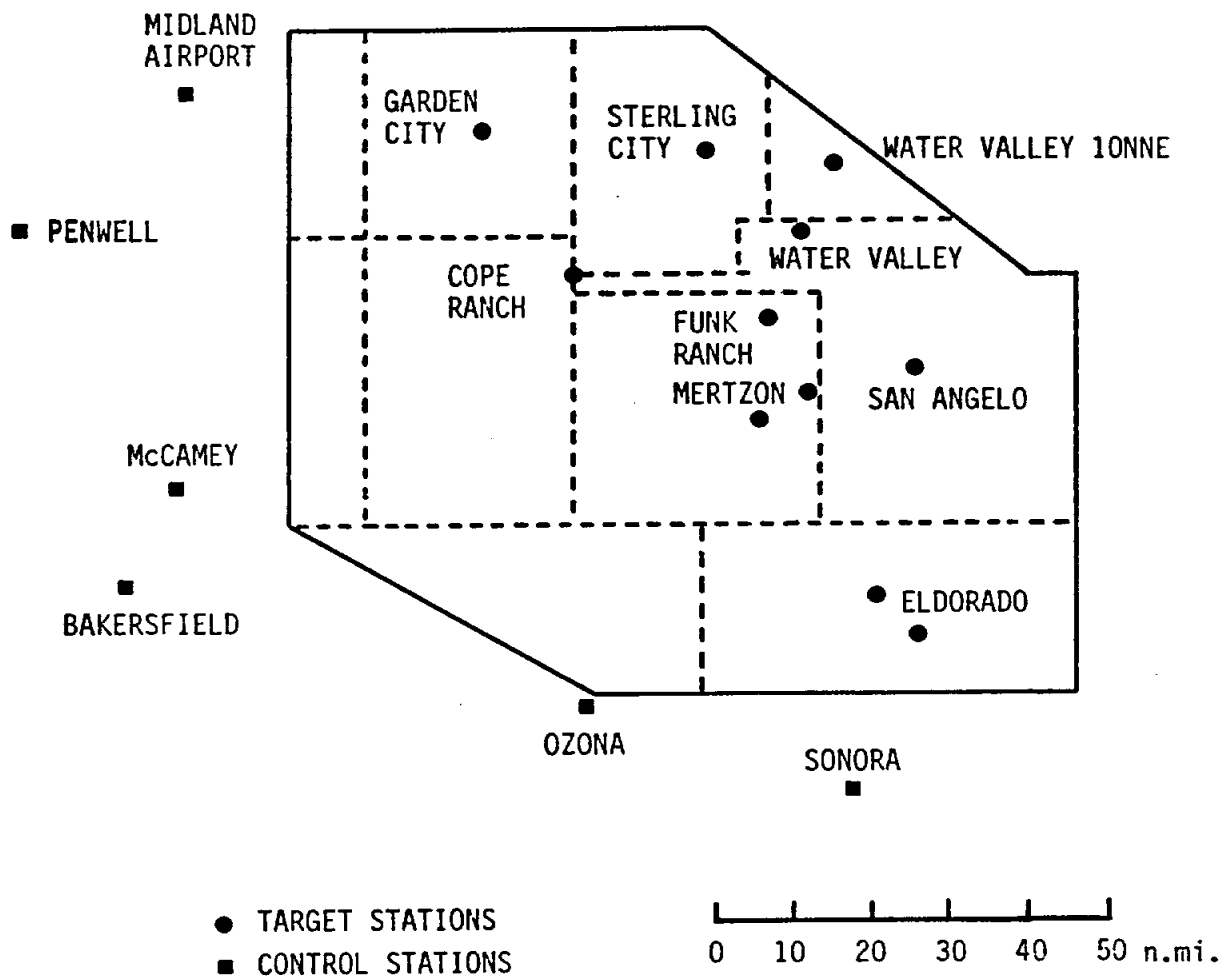 MIDLAND
AIRPORT
GARDEN
CITY
STERLING
CITY
WATER VALLEY 10NNE
PENWELL
WATER VALLEY
COPE
RANCH
FUNK
RANCH
MERTZON
SAN ANGELO
McCAMEY
BAKERSFIELD
ELDORADO
OZONA
SONORA
TARGET STATIONS
CONTROL STATIONS
0 10 20 30 40 50 n.mi.